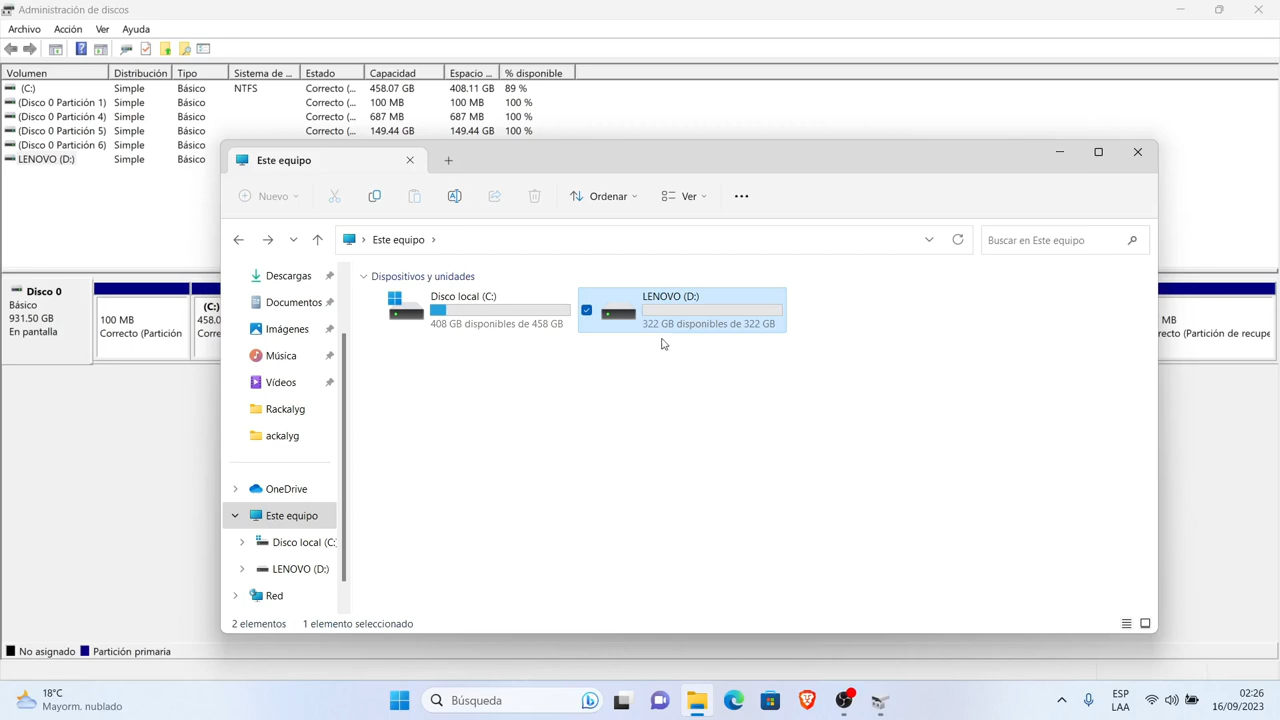 Administración de discos
Archivo Acción Ver Ayuda
Volumen Distribución Tipo Sistema de ... Estado Capacidad Espacio ... % disponible
(C:) Simple Básico NTFS Correcto (... 458.07 GB 408.11 GB 89 %
(Disco 0 Partición 1) Simple Básico Correcto (... 100 MB 100 MB 100 %
(Disco 0 Partición 4) Simple Básico Correcto (... 687 MB 687 MB 100 %
(Disco 0 Partición 5) Simple Básico Correcto (... 149.44 GB 149.44 GB 100 %
(Disco 0 Partición 6) Simple Básico
LENOVO (D:) Simple Básico
Este equipo
Nuevo Ordenar Ver
Este equipo
Buscar en Este equipo
Descargas
Documentos
Imágenes
Música
Vídeos
Rackalyg
ackalyg
OneDrive
Este equipo
Disco local (C:
LENOVO (D:)
Red
Dispositivos y unidades
Disco local (C:)
408 GB disponibles de 458 GB
LENOVO (D:)
322 GB disponibles de 322 GB
2 elementos 1 elemento seleccionado
Disco 0
Básico
931.50 GB
En pantalla
100 MB
Correcto (Partición
(C:)
458.0
Corre
MB
recto (Partición de recupe
No asignado Partición primaria
18°C
Mayorm. nublado
Búsqueda
ESP
LAA
02:26
16/09/2023